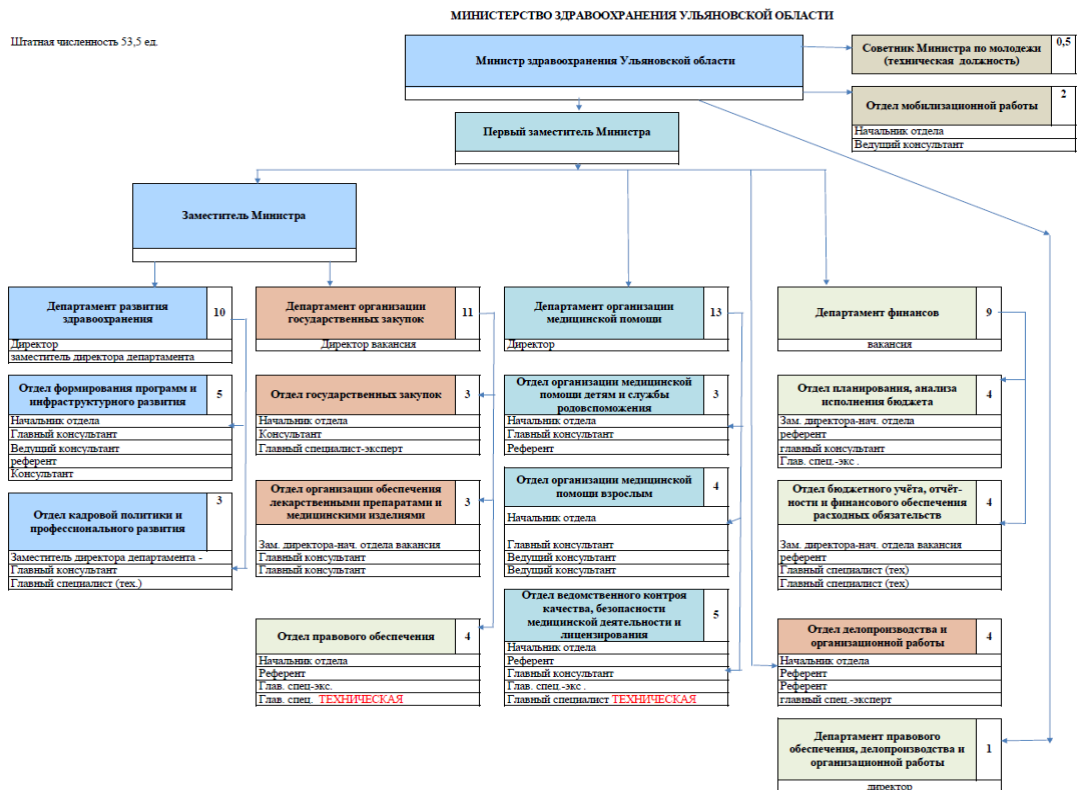 МИНИСТЕРСТВО ЗДРАВООХРАНЕНИЯ УЛЬЯНОВСКОЙ ОБЛАСТИ
Штатная численность 53,5 ед.
Министр здравоохранения Ульяновской области
Советник Министра по молодежи
(техническая должность)
0,5
Отдел мобилизационной работы
2
Начальник отдела
Ведущий консультант
Первый заместитель Министра
Заместитель Министра
Департамент развития
здравоохранения
10
Директор
заместитель директора департамента
Отдел формирования программ и
инфраструктурного развития
5
Начальник отдела
Главный консультант
Ведущий консультант
референт
Консультант
Отдел кадровой политики и
профессионального развития
3
Заместитель директора департамента -
Главный консультант
Главный специалист (тех.)
Департамент организации
государственных закупок
11
Директор вакансия
Отдел государственных закупок
3
Начальник отдела
Консультант
Главный специалист-эксперт
Отдел организации обеспечения
лекарственными препаратами и
медицинскими изделиями
3
Зам. директора-нач. отдела вакансия
Главный консультант
Главный консультант
Отдел правового обеспечения
4
Начальник отдела
Референт
Глав. спец-экс.
Глав. спец. ТЕХНИЧЕСКАЯ
Департамент организации
медицинской помощи
13
Директор
Отдел организации медицинской
помощи детям и службы
родовспоможения
3
Начальник отдела
Главный консультант
Референт
Отдел организации медицинской
помощи взрослым
4
Начальник отдела
Главный консультант
Ведущий консультант
Ведущий консультант
Отдел ведомственного контроя
качества, безопасности
медицинской деятельности и
лицензирования
5
Начальник отдела
Референт
Главный консультант
Глав. спец.-экс .
Главный специалист ТЕХНИЧЕСКАЯ
Департамент финансов
9
вакансия
Отдел планирования, анализа
исполнения бюджета
4
Зам. директора-нач. отдела
референт
главный консультант
Глав. спец.-экс .
Отдел бюджетного учёта, отчёт-
ности и финансового обеспечения
расходных обязательств
4
Зам. директора-нач. отдела вакансия
референт
Главный специалист (тех)
Главный специалист (тех)
Отдел делопроизводства и
организационной работы
4
Начальник отдела
Референт
Референт
главный спец.-эксперт
Департамент правового
обеспечения, делопроизводства и
организационной работы
1
директор